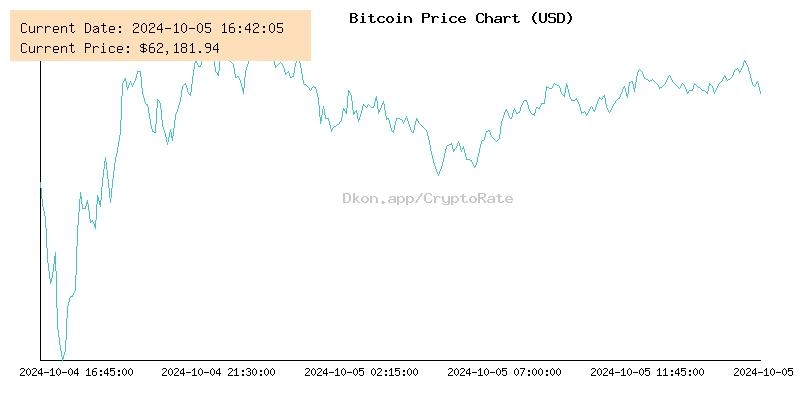 Bitcoin Price Chart (USD)
Current Date: 2024-10-05 16:42:05
Current Price: $62,181.94
Dkon.app/CryptoRate
2024-10-04 16:45:00 2024-10-04 21:30:00 2024-10-05 02:15:00 2024-10-05 07:00:00 2024-10-05 11:45:00 2024-10-05